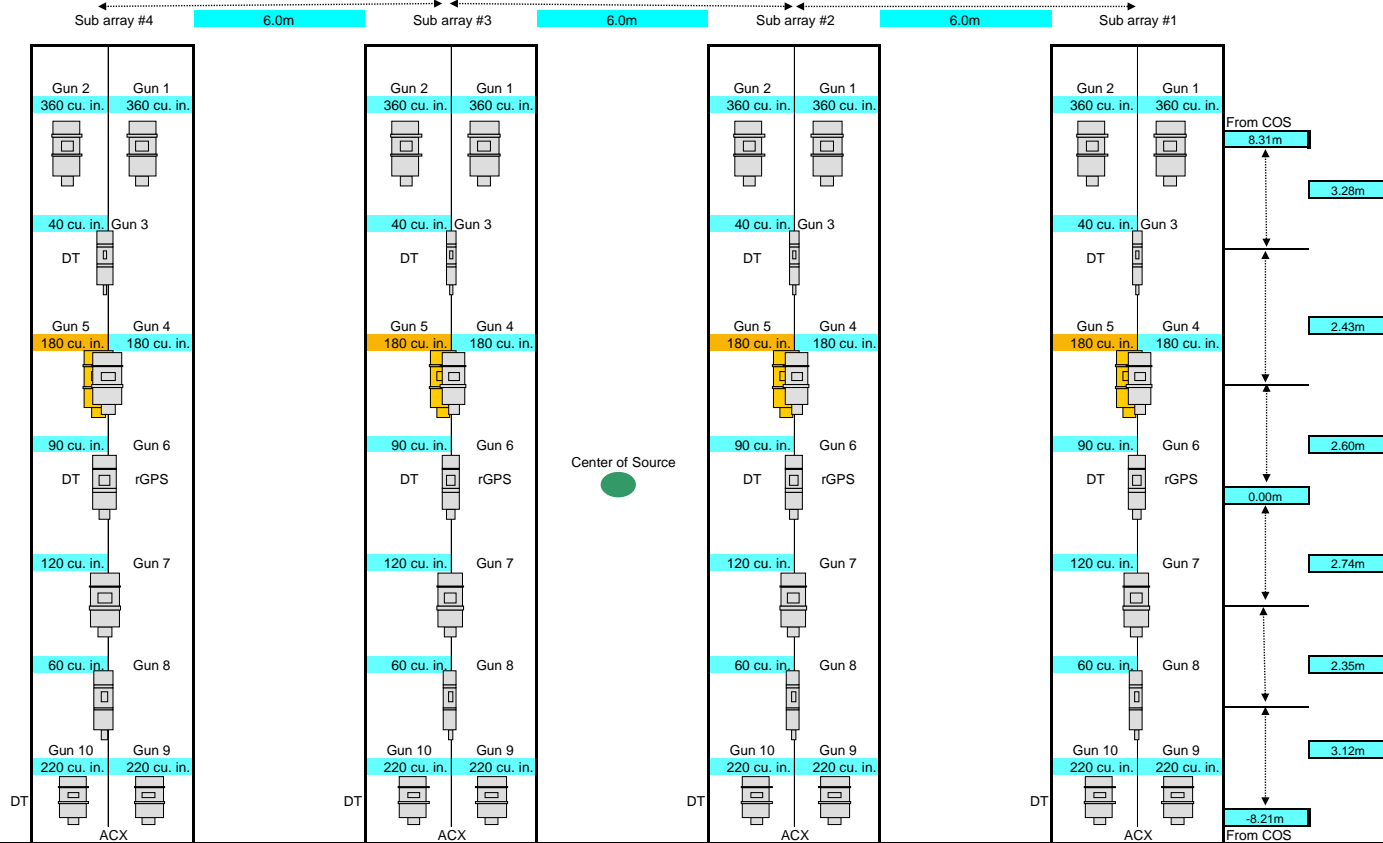 Sub array #4 6.0m Sub array #3 6.0m Sub array #2 6.0m Sub array #1
Gun 2 Gun 1 Gun 2 Gun 1 Gun 2 Gun 1 Gun 2 Gun 1
360 cu. in. 360 cu. in. 360 cu. in. 360 cu. in. 360 cu. in. 360 cu. in. 360 cu. in. 360 cu. in.
From COS
8.31m
3.28m
40 cu. in. Gun 3 40 cu. in. Gun 3 40 cu. in. Gun 3 40 cu. in. Gun 3
DT DT DT DT
Gun 5 Gun 4 Gun 5 Gun 4 Gun 5 Gun 4 Gun 5 Gun 4 2.43m
180 cu. in. 180 cu. in. 180 cu. in. 180 cu. in. 180 cu. in. 180 cu. in. 180 cu. in. 180 cu. in.
90 cu. in. Gun 6 90 cu. in. Gun 6 90 cu. in. Gun 6 90 cu. in. Gun 6 2.60m
Center of Source
DT rGPS DT rGPS DT rGPS DT rGPS
0.00m
120 cu. in. Gun 7 120 cu. in. Gun 7 120 cu. in. Gun 7 120 cu. in. Gun 7 2.74m
60 cu. in. Gun 8 60 cu. in. Gun 8 60 cu. in. Gun 8 60 cu. in. Gun 8 2.35m
Gun 10 Gun 9 Gun 10 Gun 9 Gun 10 Gun 9 Gun 10 Gun 9 3.12m
220 cu. in. 220 cu. in. 220 cu. in. 220 cu. in. 220 cu. in. 220 cu. in. 220 cu. in. 220 cu. in.
DT DT DT DT
-8.21m
ACX ACX ACX ACX From COS